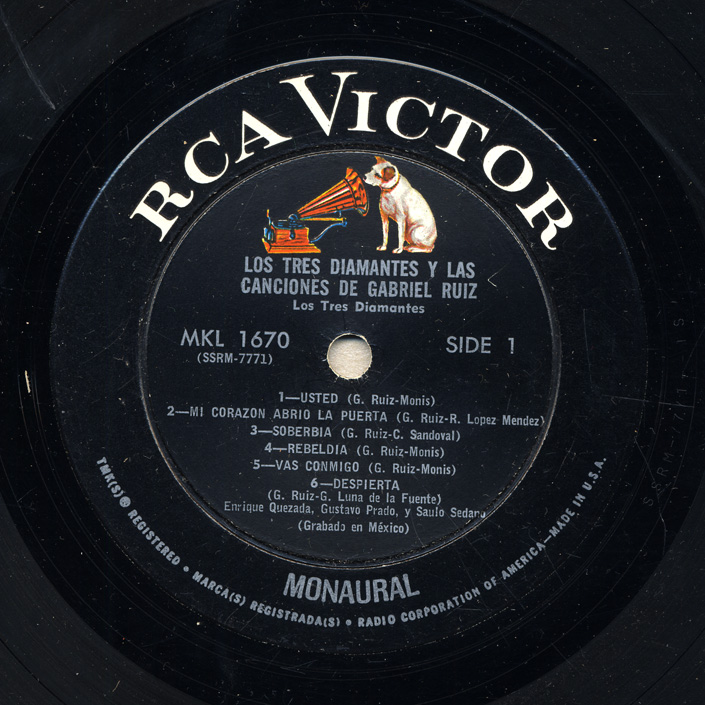 RCA VICTOR
LOS TRES DIAMANTES Y LAS
CANCIONES DE GABRIEL RUIZ
Los Tres Diamantes
MKL 1670
SIDE 1
(SSRM-7771)
1—USTED (G. Ruiz-Monis)
2—MI CORAZON ABRIO LA PUERTA (G. Ruiz-R. Lopez Mendez)
3—SOBERBIA (G. Ruiz-C. Sandoval)
4—REBELDIA (G. Ruiz-Monis)
5—VAS CONMIGO (G. Ruiz-Monis)
6—DESPIERTA
(G. Ruiz-G. Luna de la Fuente)
Enrique Quezada, Gustavo Prado, y Saulo Sedano
(Grabado en México)
MONAURAL
TMK(S) ® REGISTERED • MARCA(S) REGISTRADA(S) • RADIO CORPORATION OF AMERICA—MADE IN U.S.A.